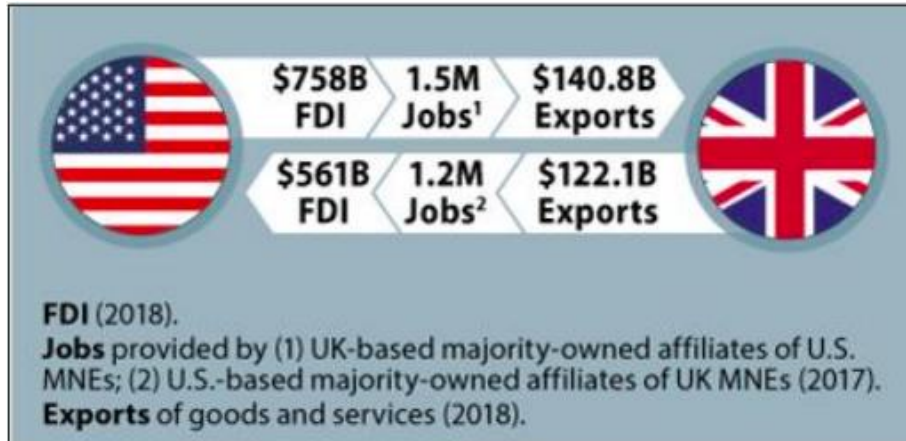 $758B 1.5M $140.8B
FDI Jobs¹ Exports
$561B 1.2M $122.1B
FDI Jobs² Exports
FDI (2018).
Jobs provided by (1) UK-based majority-owned affiliates of U.S.
MNEs; (2) U.S.-based majority-owned affiliates of UK MNEs (2017).
Exports of goods and services (2018).